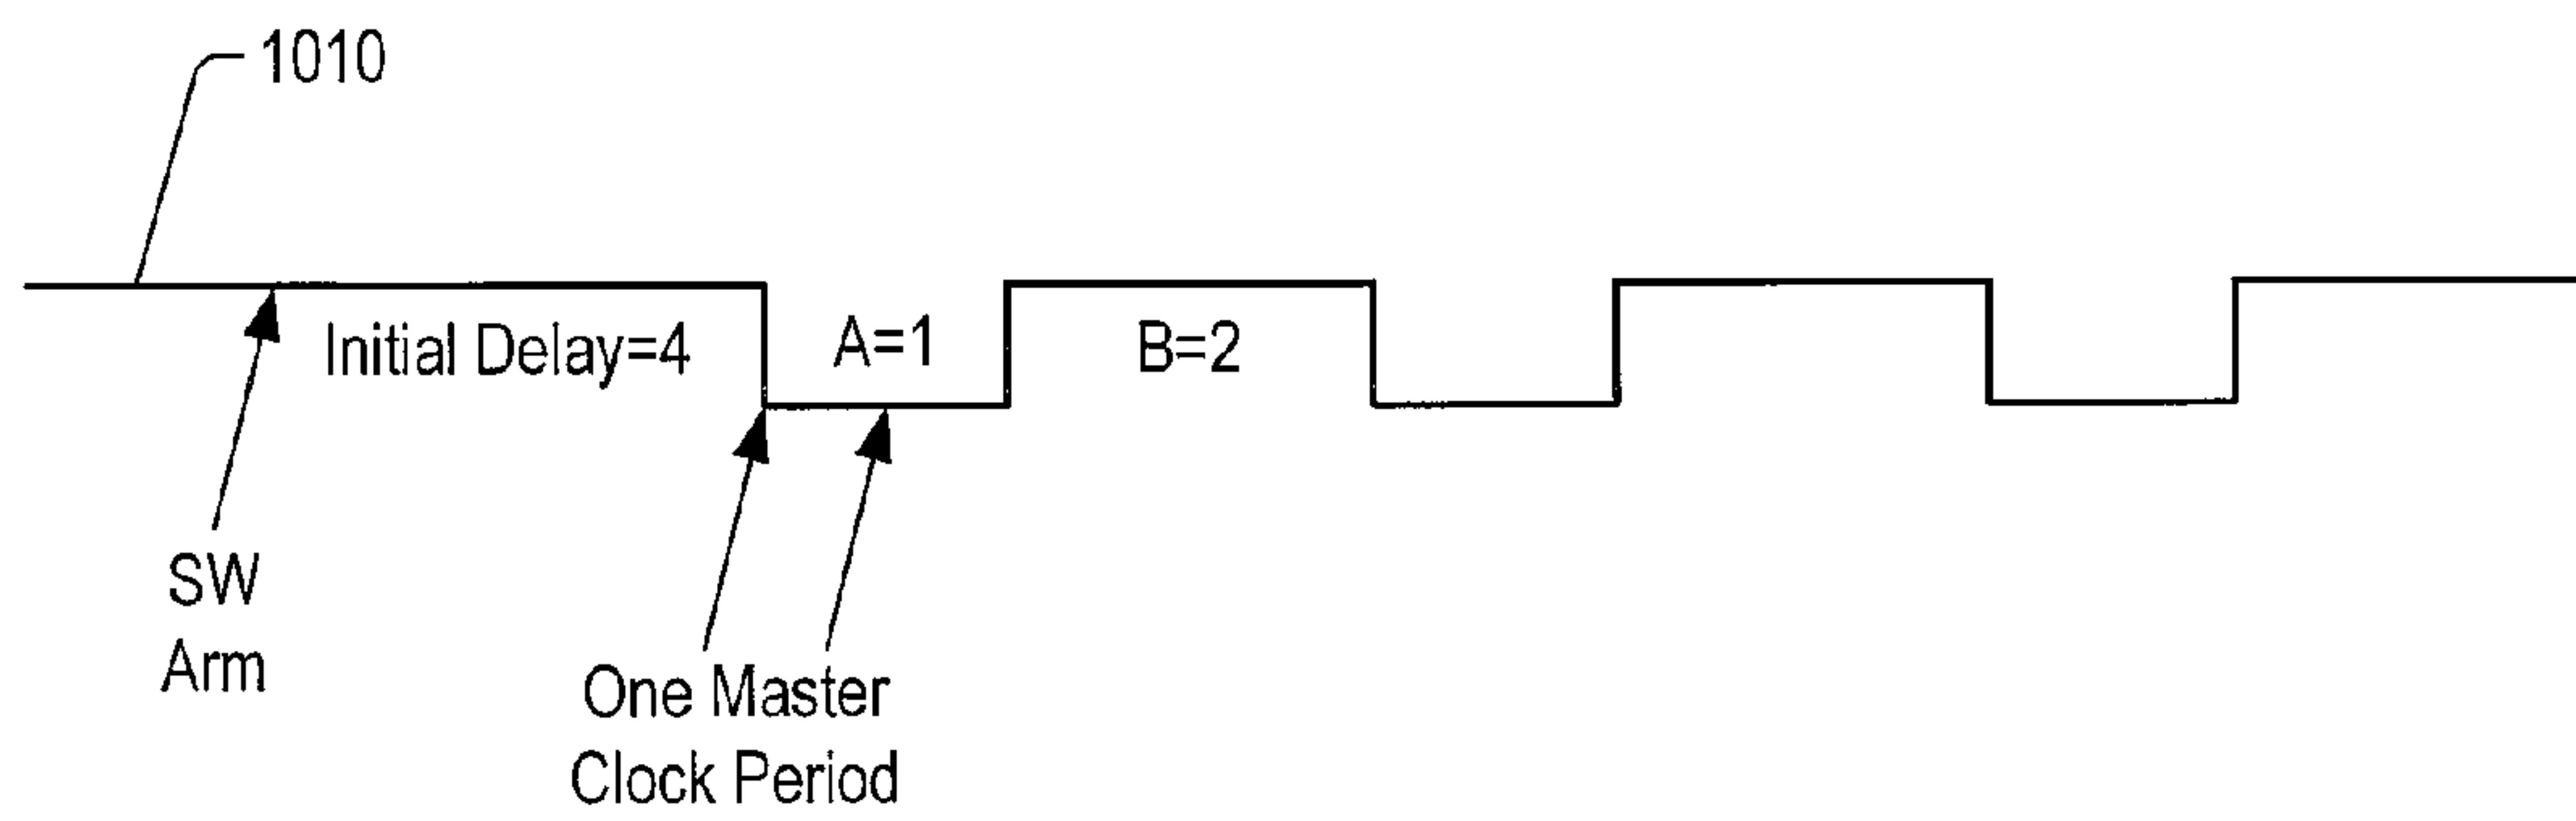 1010
Initial Delay=4
A=1
B=2
SW
Arm
One Master
Clock Period